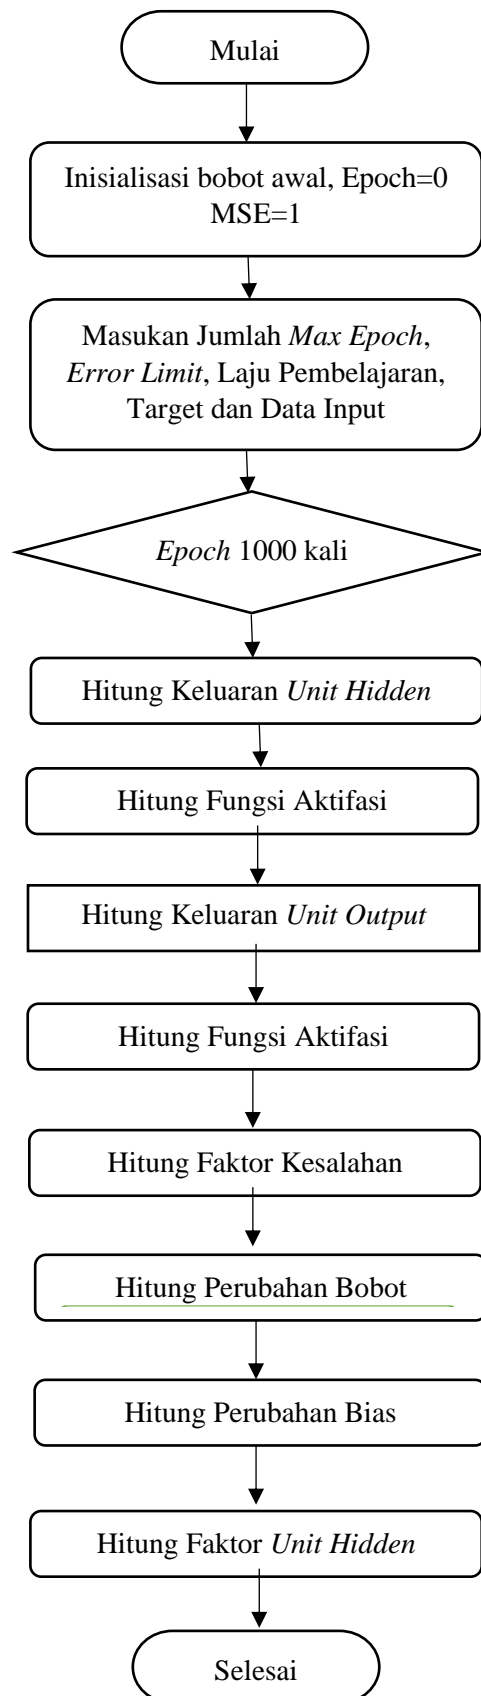 Mulai
Inisialisasi bobot awal, Epoch=0
MSE=1
Masukan Jumlah Max Epoch,
Error Limit, Laju Pembelajaran,
Target dan Data Input
Epoch 1000 kali
Hitung Keluaran Unit Hidden
Hitung Fungsi Aktifasi
Hitung Keluaran Unit Output
Hitung Fungsi Aktifasi
Hitung Faktor Kesalahan
Hitung Perubahan Bobot
Hitung Perubahan Bias
Hitung Faktor Unit Hidden
Selesai